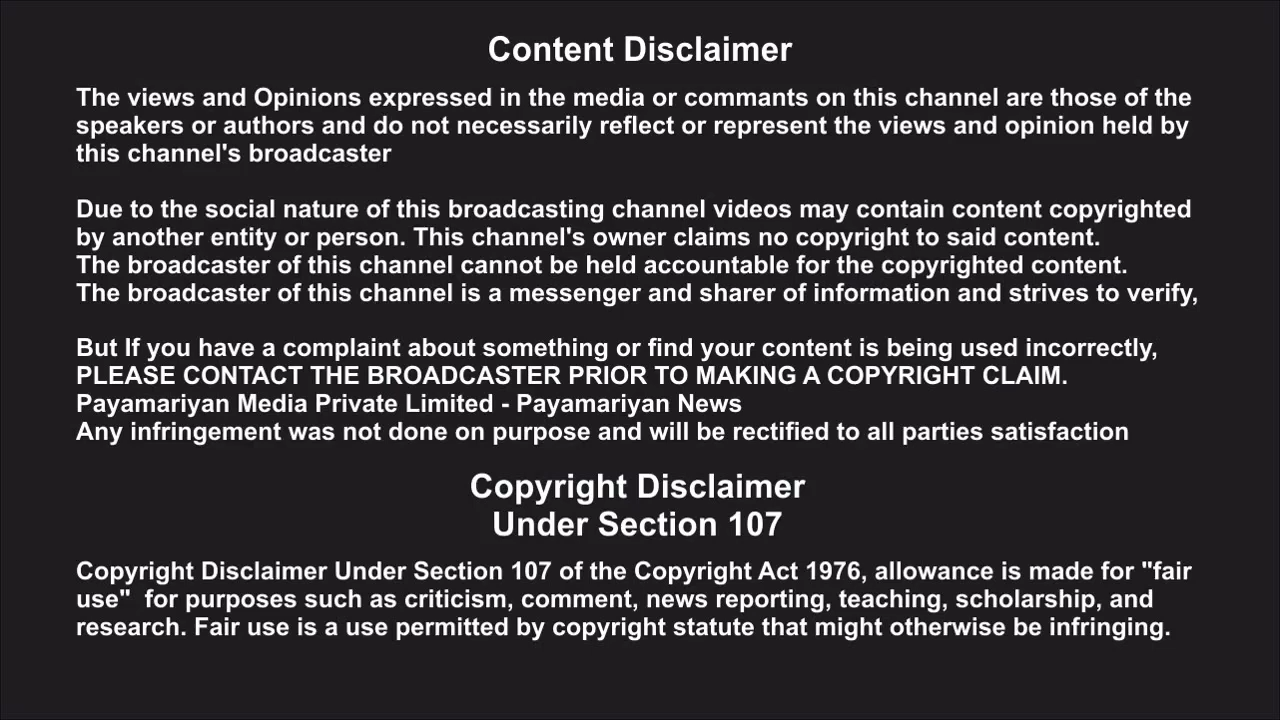 Content Disclaimer
The views and Opinions expressed in the media or commants on this channel are those of the
speakers or authors and do not necessarily reflect or represent the views and opinion held by
this channel's broadcaster
Due to the social nature of this broadcasting channel videos may contain content copyrighted
by another entity or person. This channel's owner claims no copyright to said content.
The broadcaster of this channel cannot be held accountable for the copyrighted content.
The broadcaster of this channel is a messenger and sharer of information and strives to verify,
But If you have a complaint about something or find your content is being used incorrectly,
PLEASE CONTACT THE BROADCASTER PRIOR TO MAKING A COPYRIGHT CLAIM.
Payamariyan Media Private Limited - Payamariyan News
Any infringement was not done on purpose and will be rectified to all parties satisfaction
Copyright Disclaimer
Under Section 107
Copyright Disclaimer Under Section 107 of the Copyright Act 1976, allowance is made for "fair
use"  for purposes such as criticism, comment, news reporting, teaching, scholarship, and
research. Fair use is a use permitted by copyright statute that might otherwise be infringing.